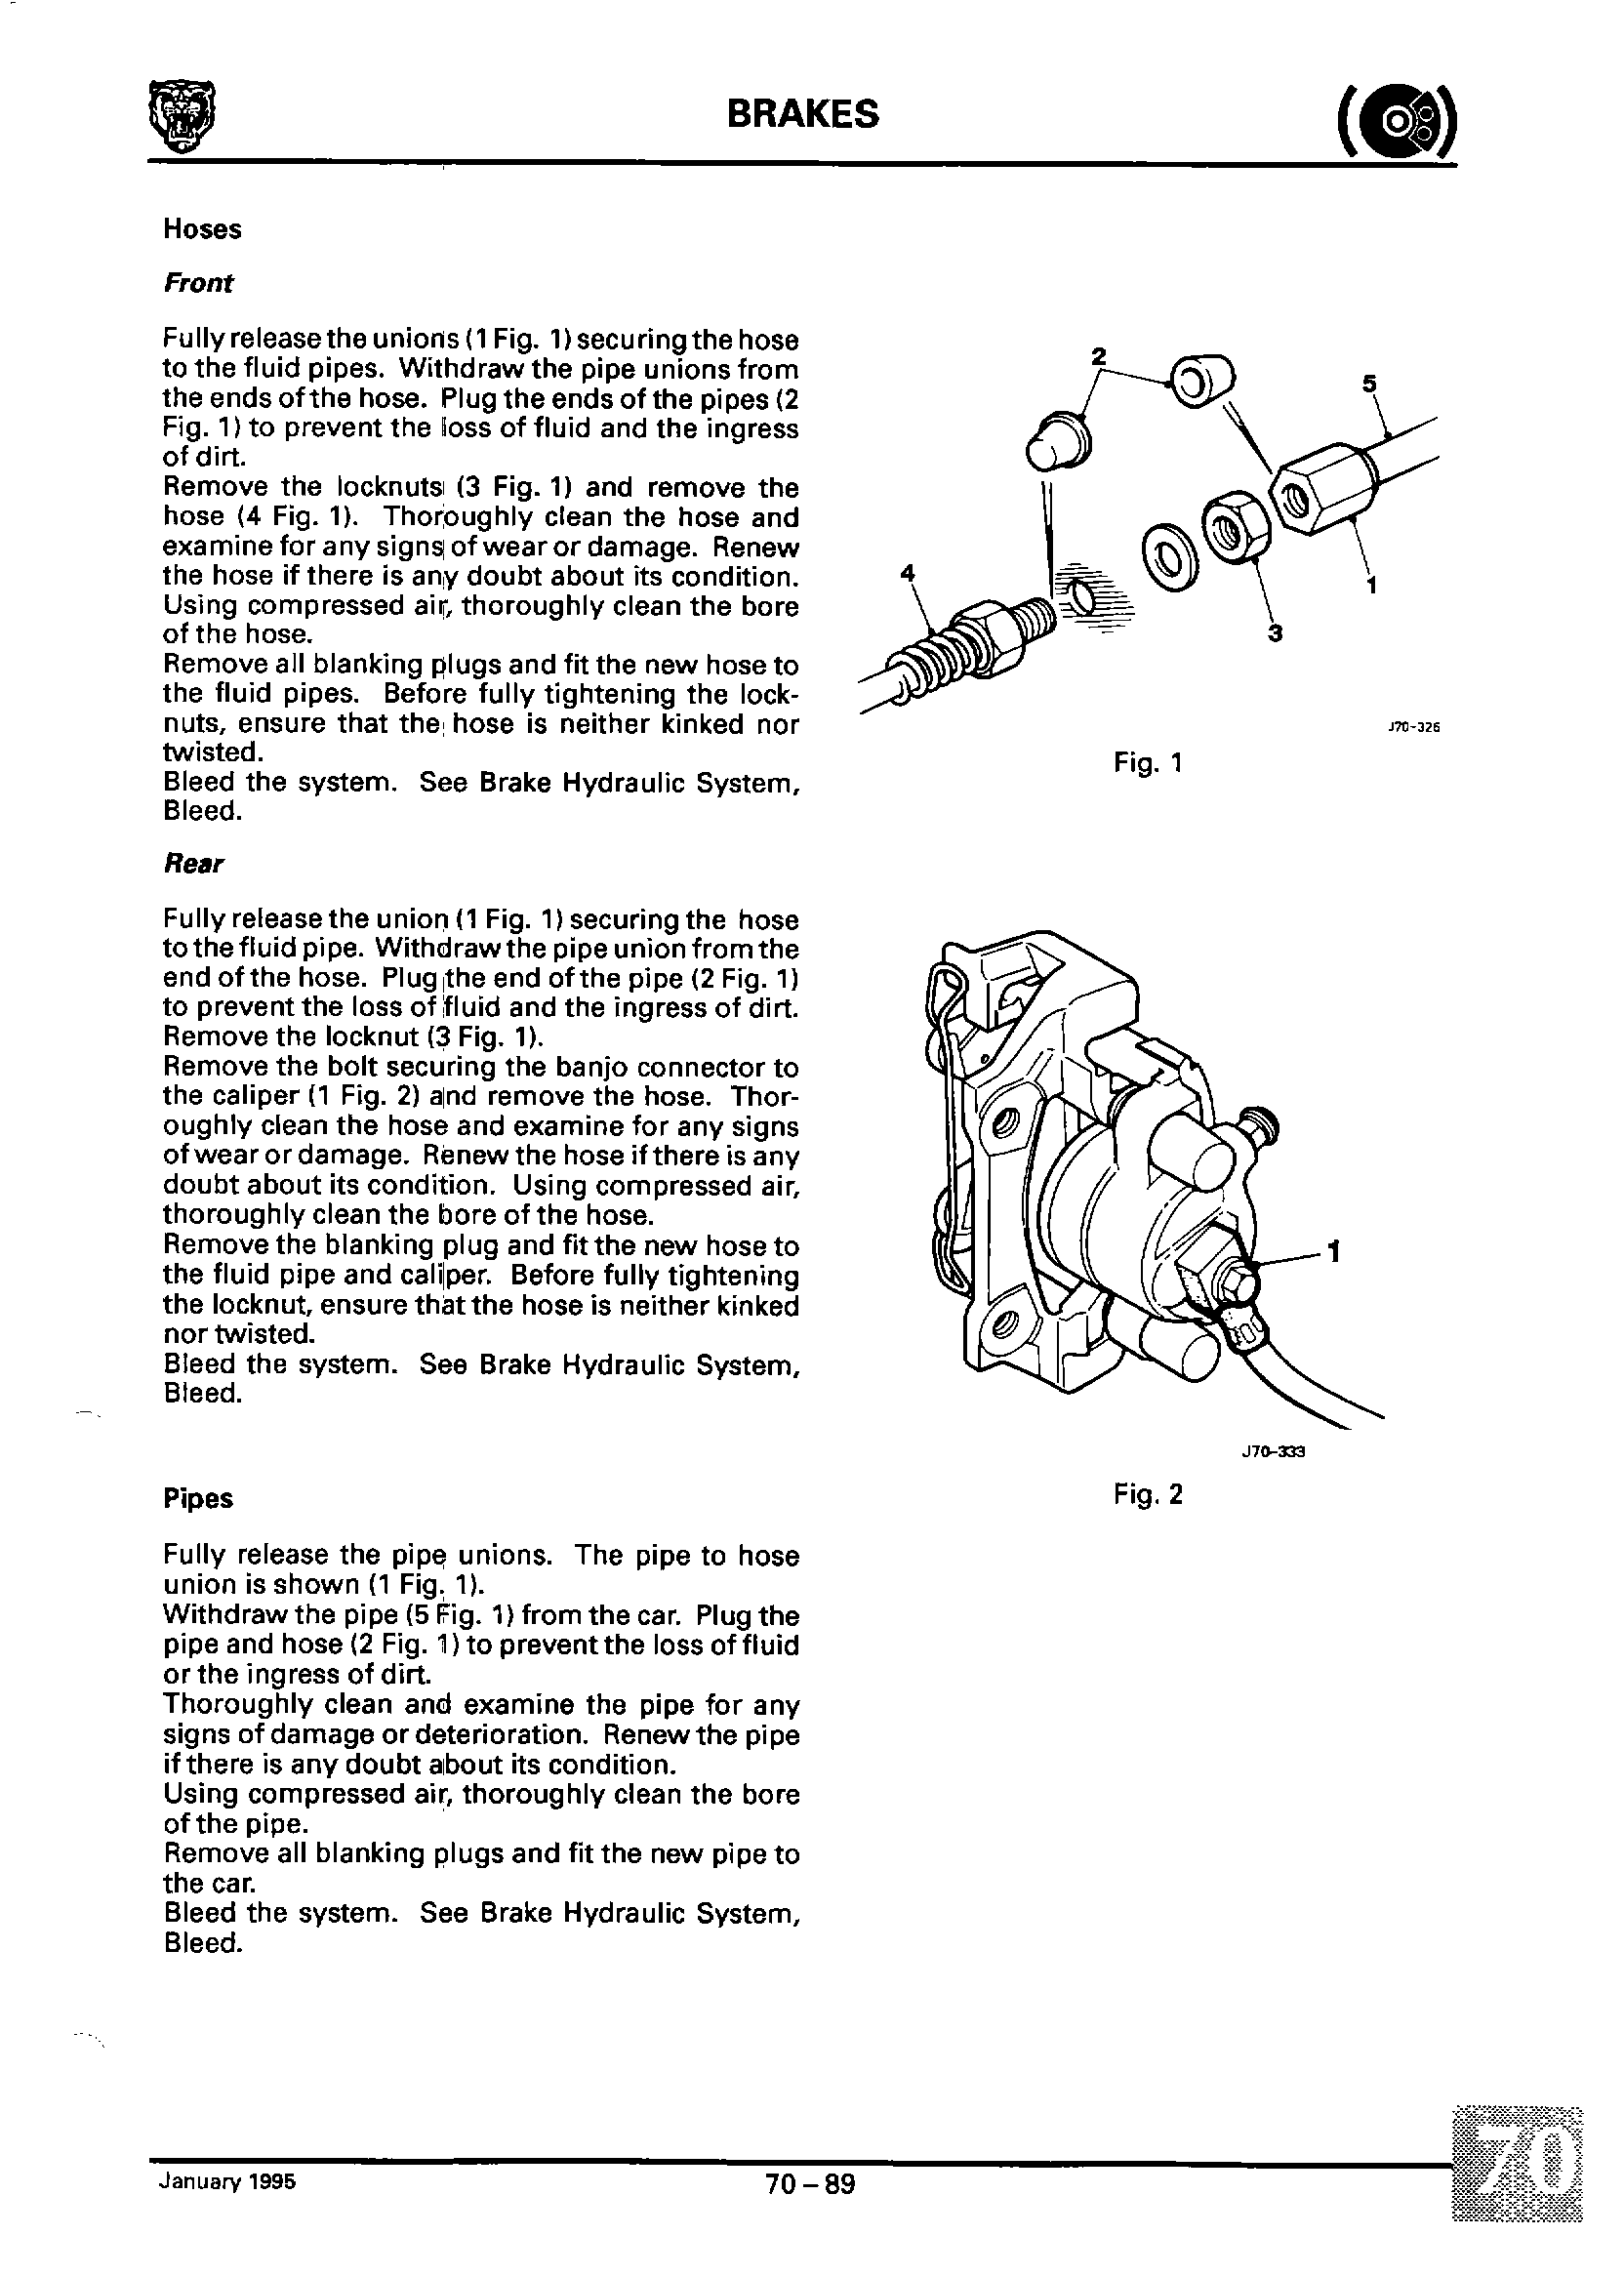 BRAKES
Hoses
Front
Fully release the unions (1 Fig. 1) securing the hose
to the fluid pipes. Withdraw the pipe unions from
the ends of the hose. Plug the ends of the pipes (2
Fig. 1) to prevent the loss of fluid and the ingress
of dirt.
Remove the locknuts (3 Fig. 1) and remove the
hose (4 Fig. 1). Thoroughly clean the hose and
examine for any signs of wear or damage. Renew
the hose if there is any doubt about its condition.
Using compressed air, thoroughly clean the bore
of the hose.
Remove all blanking plugs and fit the new hose to
the fluid pipes. Before fully tightening the lock-
nuts, ensure that the hose is neither kinked nor
twisted.
Bleed the system. See Brake Hydraulic System,
Bleed.
Rear
Fully release the union (1 Fig. 1) securing the hose
to the fluid pipe. Withdraw the pipe union from the
end of the hose. Plug the end of the pipe (2 Fig. 1)
to prevent the loss of fluid and the ingress of dirt.
Remove the locknut (3 Fig. 1).
Remove the bolt securing the banjo connector to
the caliper (1 Fig. 2) and remove the hose. Thor-
oughly clean the hose and examine for any signs
of wear or damage. Renew the hose if there is any
doubt about its condition. Using compressed air,
thoroughly clean the bore of the hose.
Remove the blanking plug and fit the new hose to
the fluid pipe and caliper. Before fully tightening
the locknut, ensure that the hose is neither kinked
nor twisted.
Bleed the system. See Brake Hydraulic System,
Bleed.
Pipes
Fully release the pipe unions. The pipe to hose
union is shown (1 Fig. 1).
Withdraw the pipe (5 Fig. 1) from the car. Plug the
pipe and hose (2 Fig. 1) to prevent the loss of fluid
or the ingress of dirt.
Thoroughly clean and examine the pipe for any
signs of damage or deterioration. Renew the pipe
if there is any doubt about its condition.
Using compressed air, thoroughly clean the bore
of the pipe.
Remove all blanking plugs and fit the new pipe to
the car.
Bleed the system. See Brake Hydraulic System,
Bleed.
2
5
4
1
3
J70-326
Fig. 1
1
J70-333
Fig. 2
January 1995
70 – 89
70